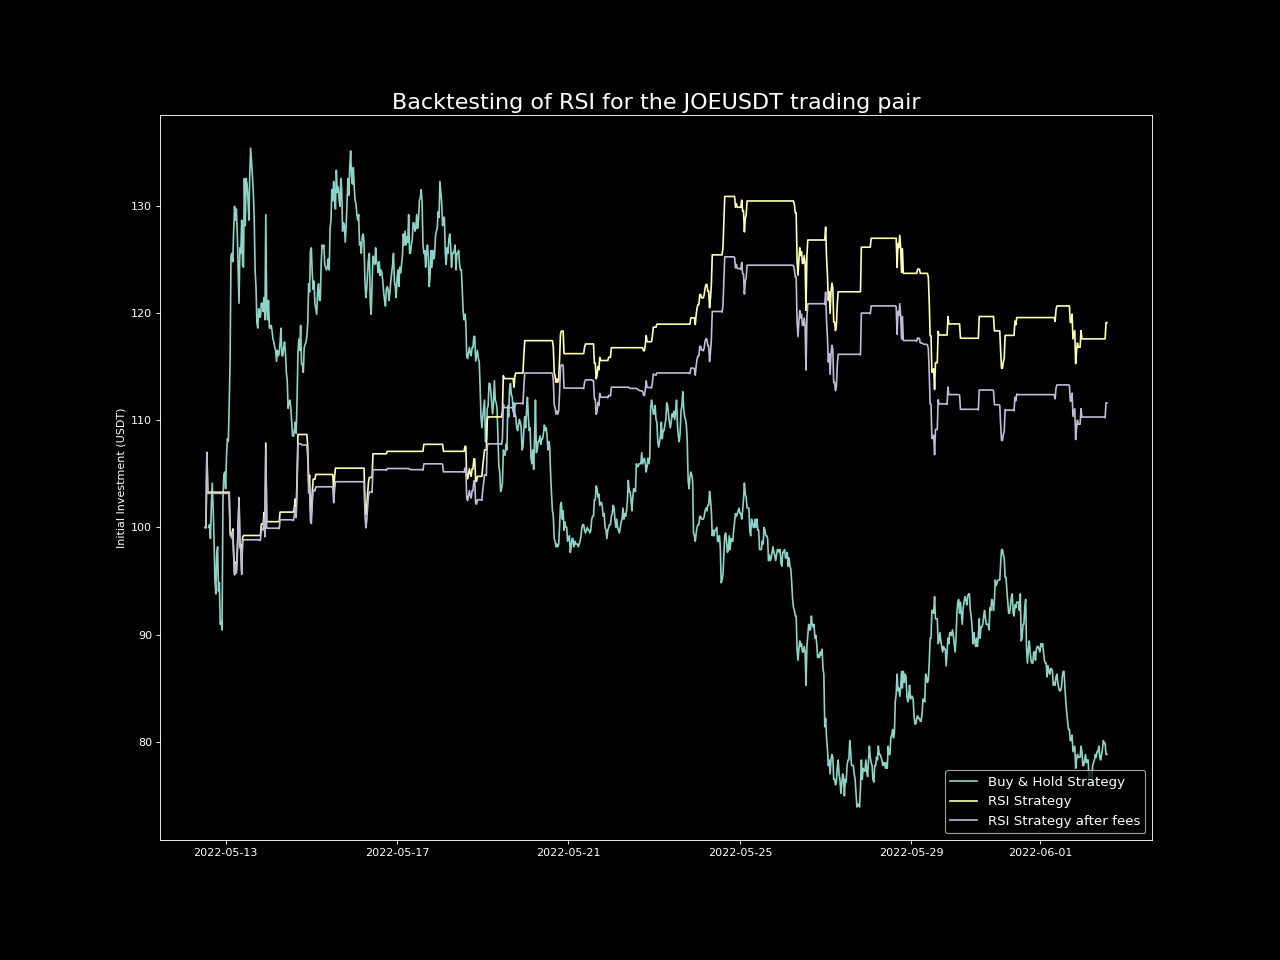 Backtesting of RSI for the JOEUSDT trading pair
Initial Investment (USDT)
130
120
110
100
90
80
2022-05-13
2022-05-17
2022-05-21
2022-05-25
2022-05-29
2022-06-01
Buy & Hold Strategy
RSI Strategy
RSI Strategy after fees